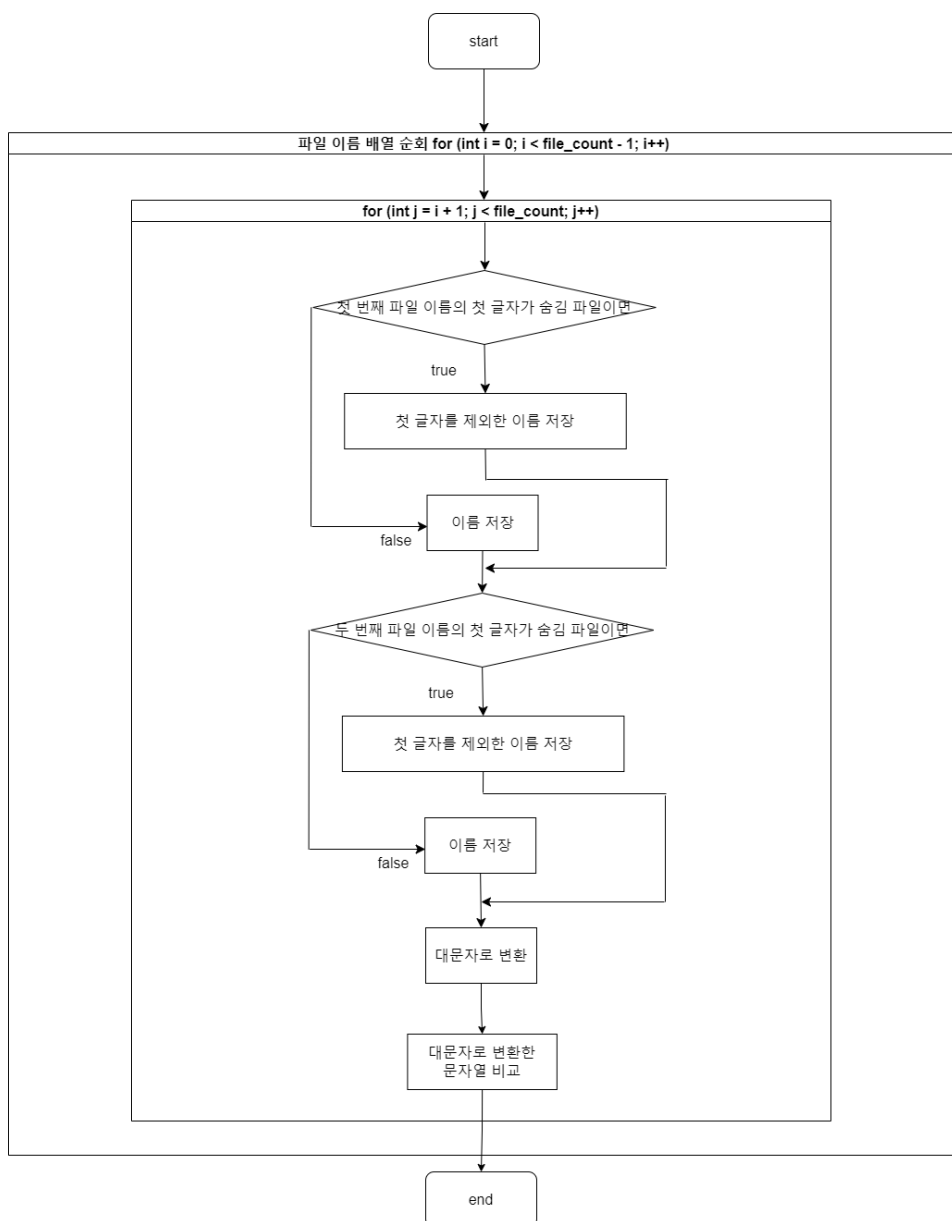 start
파일 이름 배열 순회 for (int i = 0; i < file_count - 1; i++)
for (int j = i + 1; j < file_count; j++)
첫 번째 파일 이름의 첫 글자가 숨김 파일이면
true
첫 글자를 제외한 이름 저장
이름 저장
false
두 번째 파일 이름의 첫 글자가 숨김 파일이면
true
첫 글자를 제외한 이름 저장
이름 저장
false
대문자로 변환
대문자로 변환한
문자열 비교
end